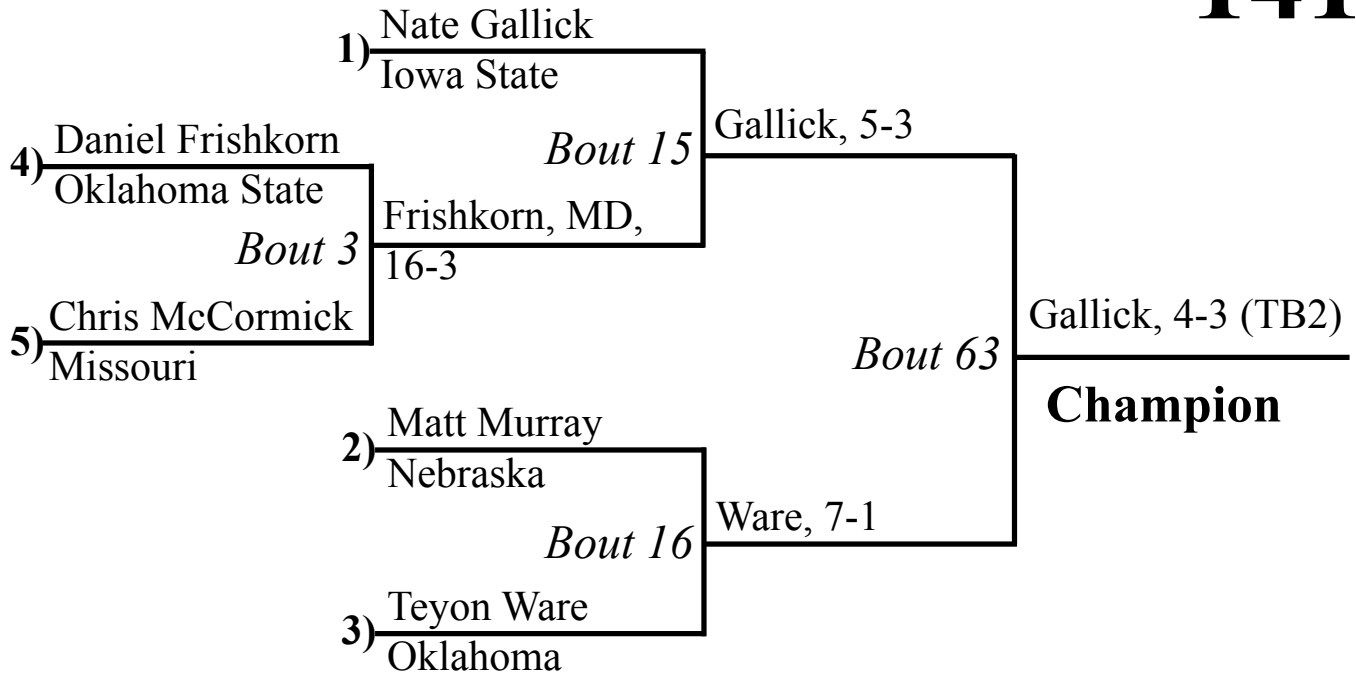 141
1) Nate Gallick
Iowa State
Bout 15
Gallick, 5-3
4) Daniel Frishkorn
Oklahoma State
Bout 3
Frishkorn, MD,
16-3
5) Chris McCormick
Missouri
Bout 63
Gallick, 4-3 (TB2)
Champion
2) Matt Murray
Nebraska
Bout 16
Ware, 7-1
3) Teyon Ware
Oklahoma